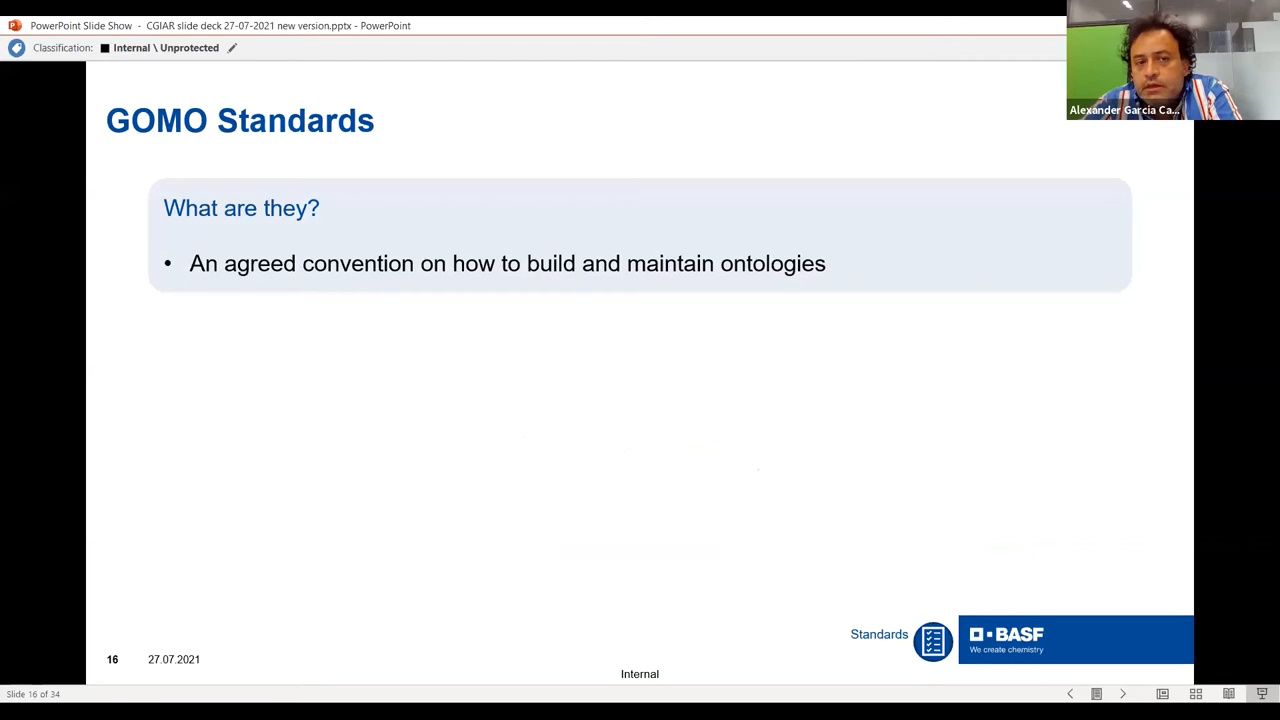 PowerPoint Slide Show - CGIAR slide deck 27-07-2021 new version.pptx - PowerPoint
Classification: Internal \ Unprotected
Alexander Garcia Ca...
GOMO Standards
What are they?
• An agreed convention on how to build and maintain ontologies
Standards
BASF
We create chemistry
16 27.07.2021
Internal
Slide 16 of 34